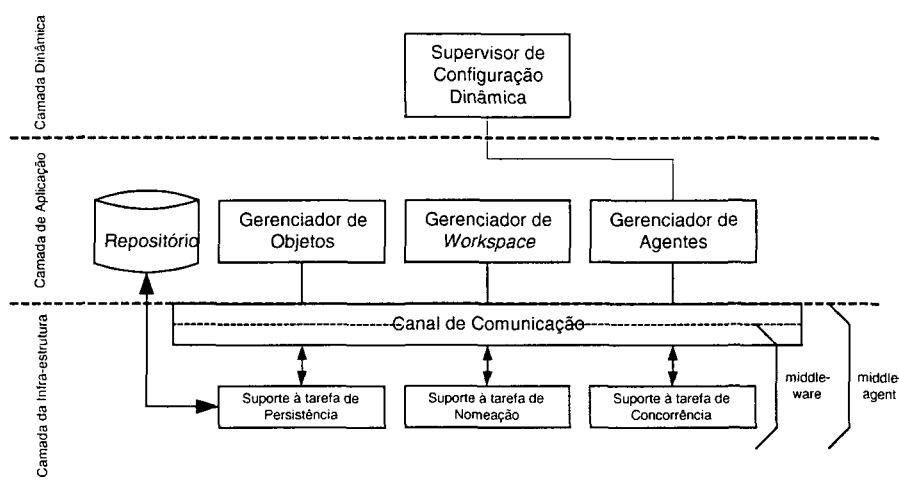 Camada Dinâmica
Supervisor de
Configuração
Dinâmica
Camada de Aplicação
Repositório
Gerenciador de
Objetos
Gerenciador de
Workspace
Gerenciador de
Agentes
Camada da Infra-estrutura
Canal de Comunicação
Suporte à tarefa de
Persistência
Suporte à tarefa de
Nomeação
Suporte à tarefa de
Concorrência
middle-
ware
middle-
agent